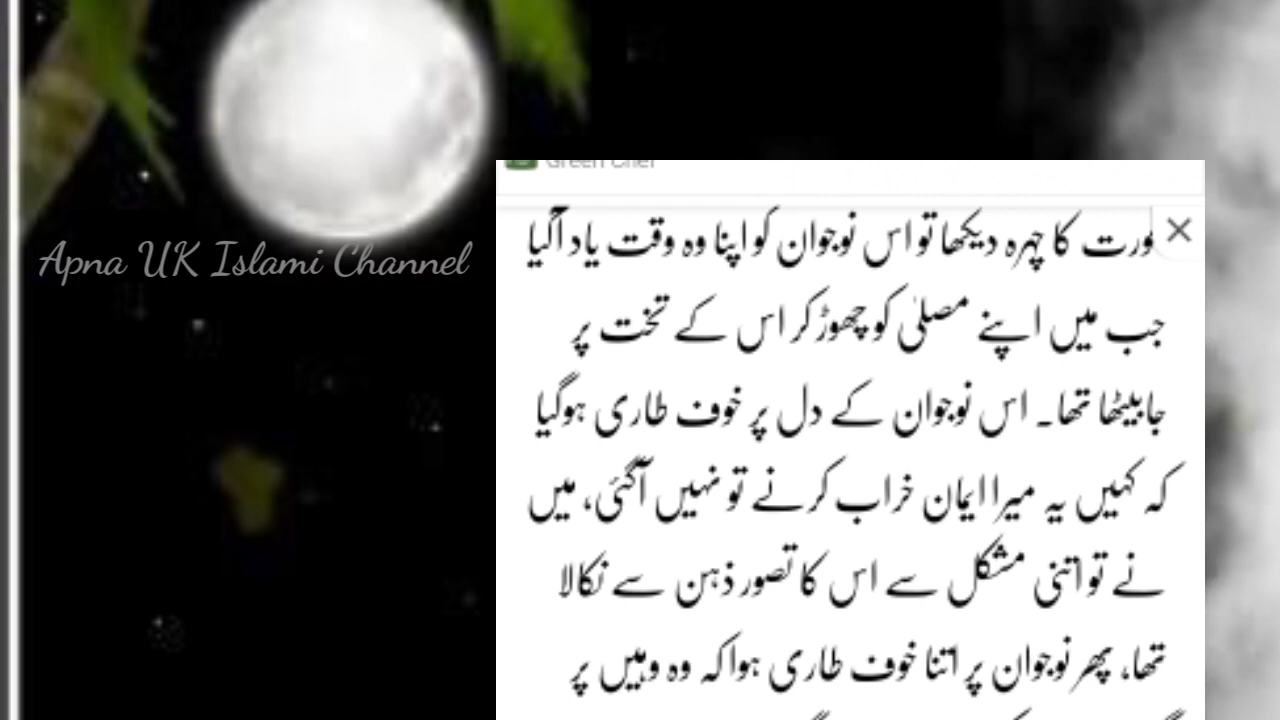 Apna UK Islami Channel
کا چہرہ دیکھا تو اس نوجوان کو اپنا وہ وقت یاد آگیا
جب میں اپنے مصلیٰ کو چھوڑ کر اس کے تخت پر
جابیٹھا تھا۔ اس نوجوان کے دل پر خوف طاری ہوگیا
کہ کہیں یہ میرا ایمان خراب کرنے تو نہیں آگئی، میں
نے تو اتنی مشکل سے اس کا تصور ذہن سے نکالا
تھا، پھر نوجوان پر اتنا خوف طاری ہوا کہ وہ وہیں پر